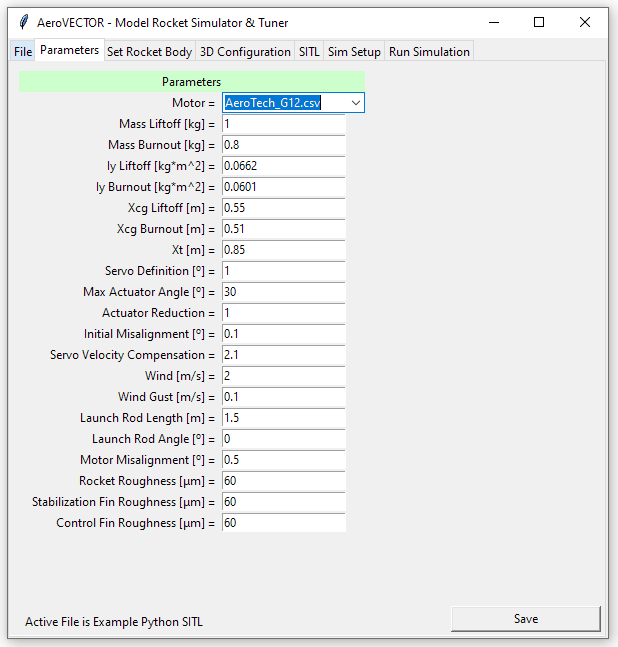 AeroVECTOR - Model Rocket Simulator & Tuner
File Parameters Set Rocket Body 3D Configuration SITL Sim Setup Run Simulation
Parameters
Motor = AeroTech_G12.csv
Mass Liftoff [kg] = 1
Mass Burnout [kg] = 0.8
Iy Liftoff [kg*m^2] = 0.0662
Iy Burnout [kg*m^2] = 0.0601
Xcg Liftoff [m] = 0.55
Xcg Burnout [m] = 0.51
Xt [m] = 0.85
Servo Definition [º] = 1
Max Actuator Angle [º] = 30
Actuator Reduction = 1
Initial Misalignment [º] = 0.1
Servo Velocity Compensation = 2.1
Wind [m/s] = 2
Wind Gust [m/s] = 0.1
Launch Rod Length [m] = 1.5
Launch Rod Angle [º] = 0
Motor Misalignment [º] = 0.5
Rocket Roughness [μm] = 60
Stabilization Fin Roughness [μm] = 60
Control Fin Roughness [μm] = 60
Active File is Example Python SITL
Save